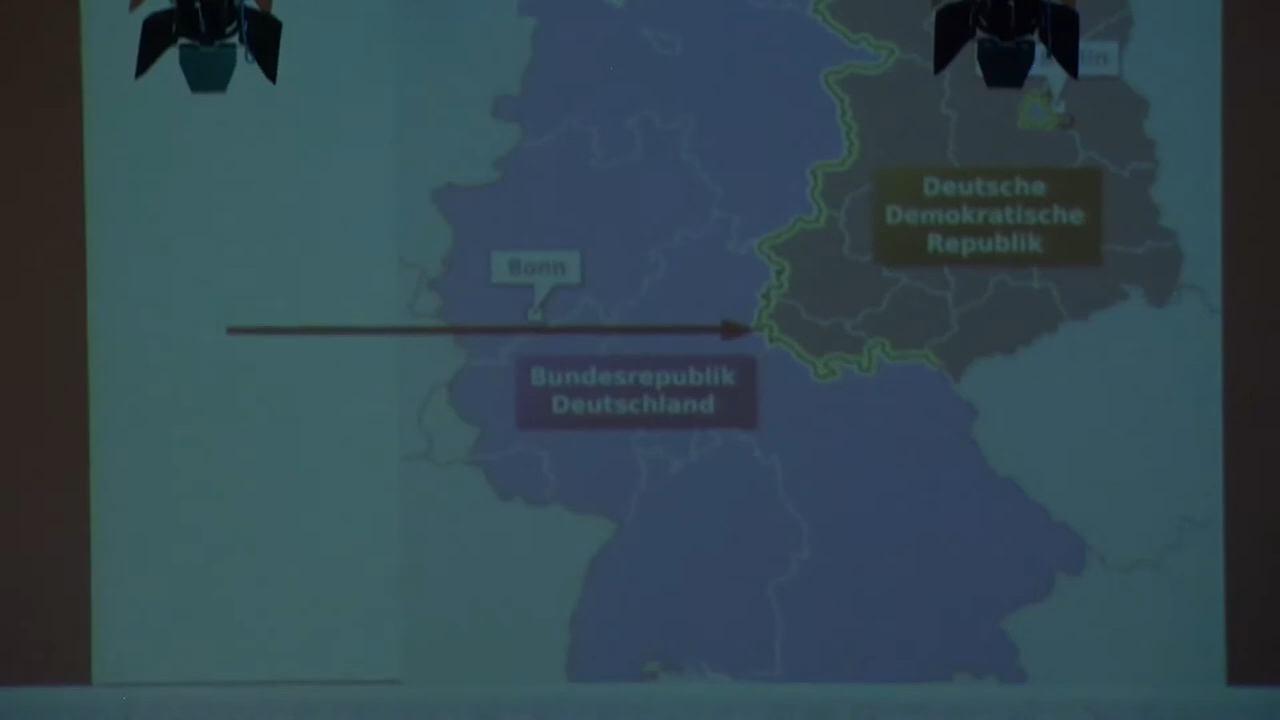 Deutsche
Demokratische
Republik
Bonn
Bundesrepublik
Deutschland